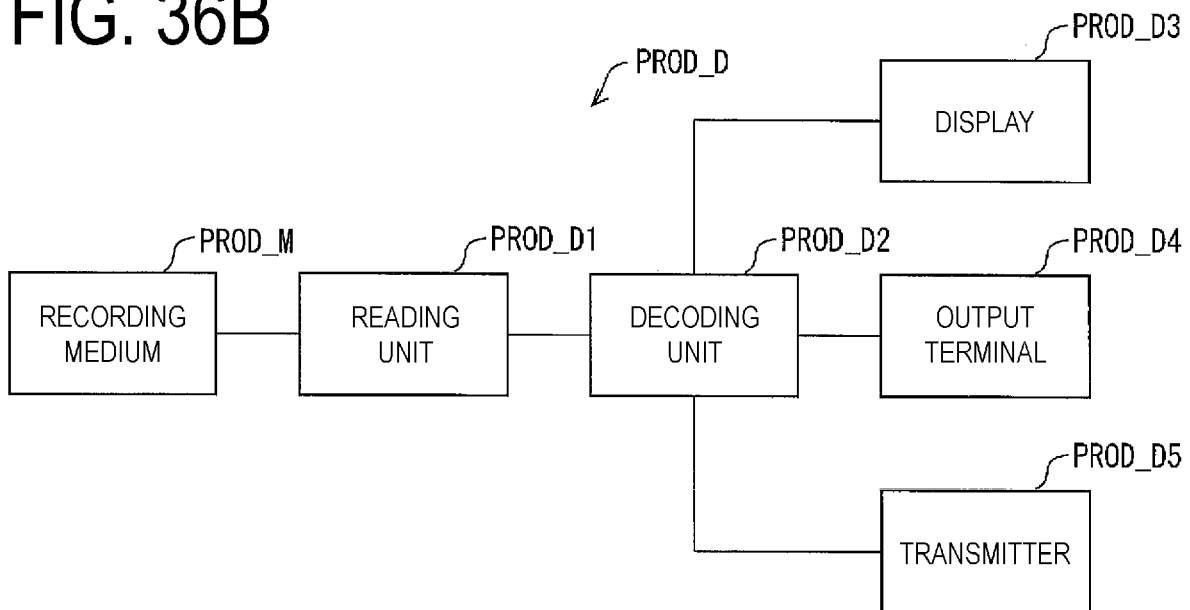 FIG. 36B
PROD_D
PROD_D3
DISPLAY
PROD_M
RECORDING
MEDIUM
PROD_D1
READING
UNIT
PROD_D2
DECODING
UNIT
PROD_D4
OUTPUT
TERMINAL
PROD_D5
TRANSMITTER